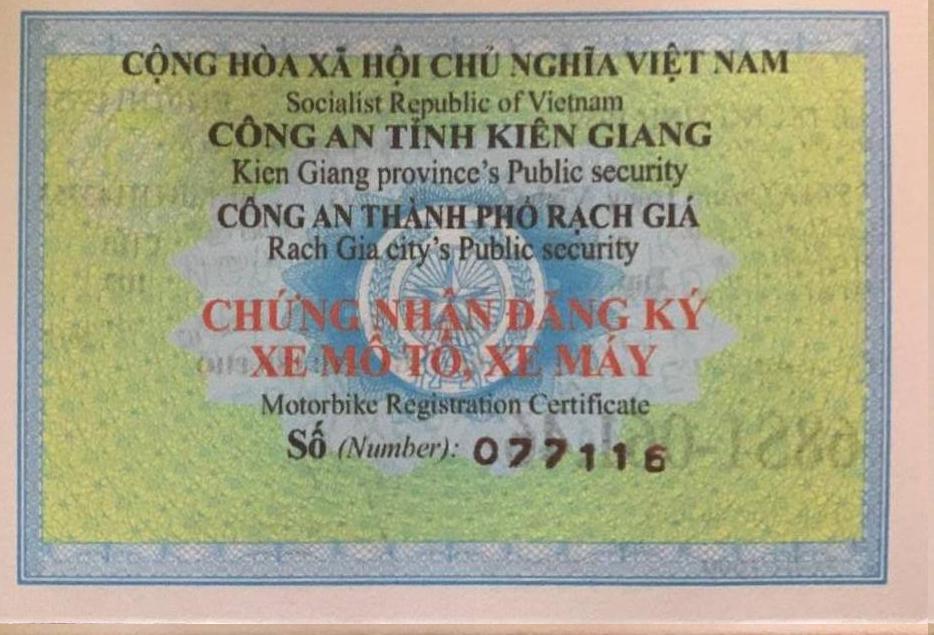 CỘNG HÒA XÃ HỘI CHỦ NGHĨA VIỆT NAM
Socialist Republic of Vietnam
CÔNG AN TỈNH KIÊN GIANG
Kien Giang province's Public security
CÔNG AN THÀNH PHỐ RẠCH GIÁ
Rach Gia city's Public security
CHỨNG NHẬN ĐĂNG KÝ
XE MÔ TÔ, XE MÁY
Motorbike Registration Certificate
Số (Number): 077116